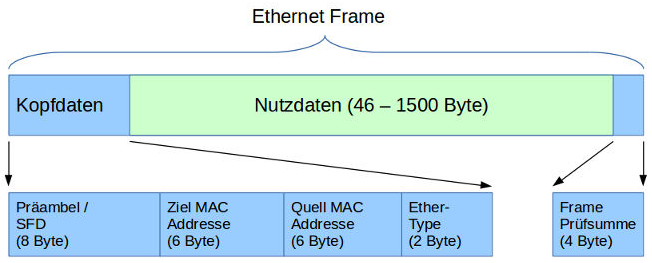 Ethernet Frame
Kopfdaten
Nutzdaten (46 – 1500 Byte)
Präambel /
SFD
(8 Byte)
Ziel MAC
Addresse
(6 Byte)
Quell MAC
Addresse
(6 Byte)
Ether-
Type
(2 Byte)
Frame
Prüfsumme
(4 Byte)